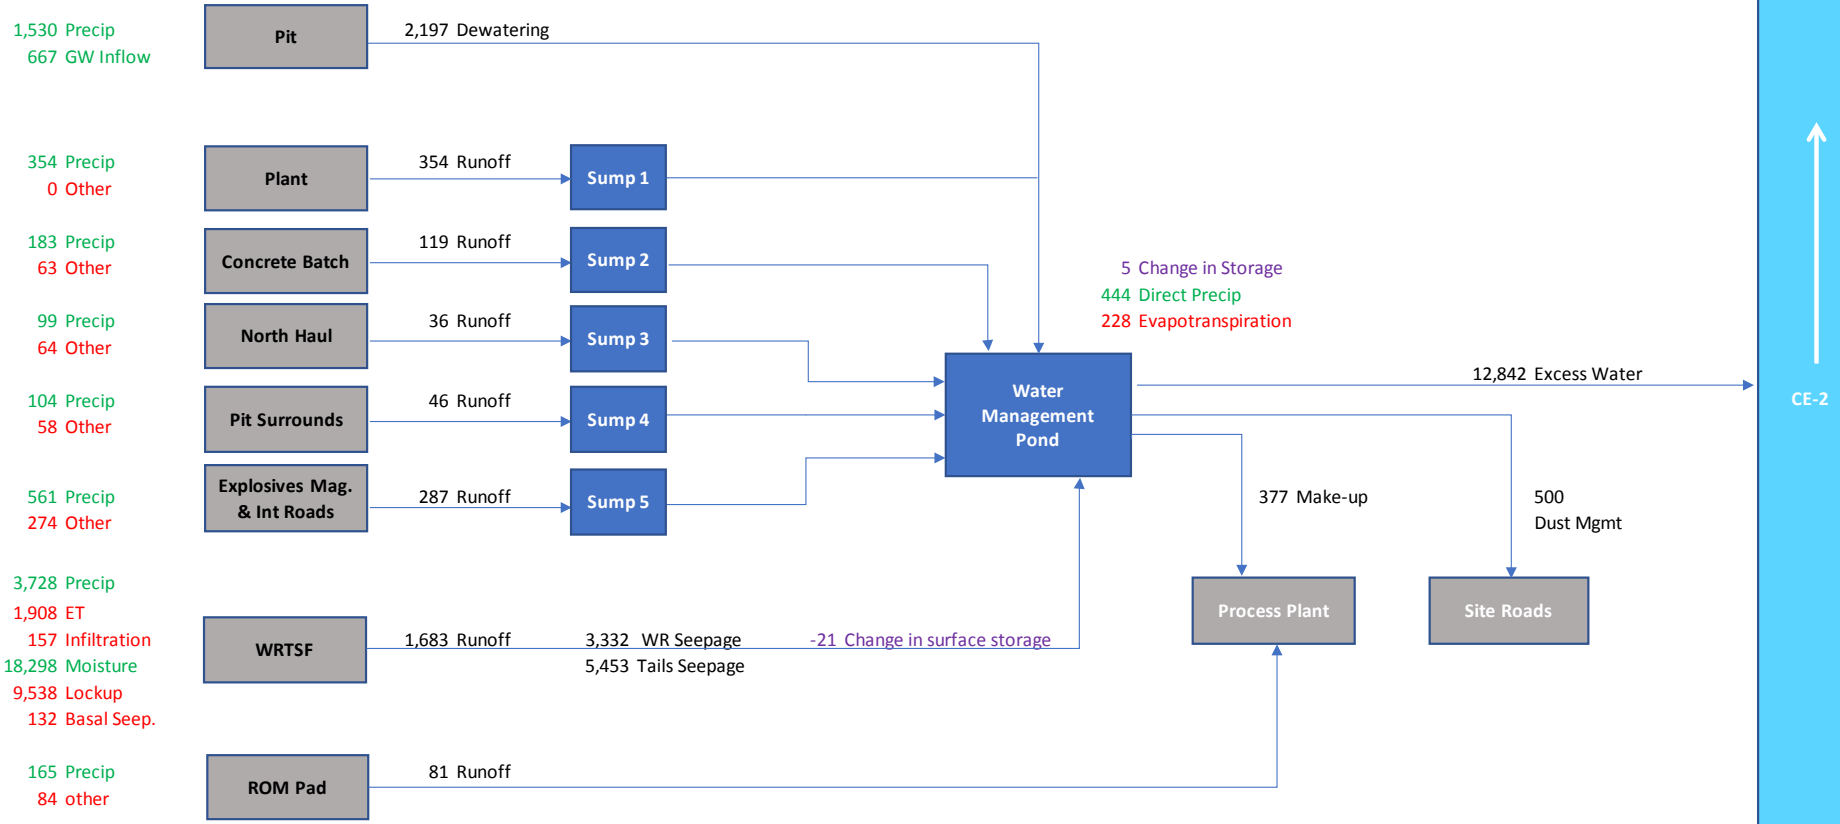 1,530 Precip
667 GW Inflow
Pit
2,197 Dewatering
354 Precip
0 Other
Plant
354 Runoff
Sump 1
183 Precip
63 Other
Concrete Batch
119 Runoff
Sump 2
99 Precip
64 Other
North Haul
36 Runoff
Sump 3
104 Precip
58 Other
Pit Surrounds
46 Runoff
Sump 4
561 Precip
274 Other
Explosives Mag.
& Int Roads
287 Runoff
Sump 5
5 Change in Storage
444 Direct Precip
228 Evapotranspiration
Water
Management
Pond
12,842 Excess Water
CE-2
377 Make-up
500
Dust Mgmt
Process Plant
Site Roads
3,728 Precip
1,908 ET
157 Infiltration
18,298 Moisture
9,538 Lockup
132 Basal Seep.
WRTSF
1,683 Runoff
3,332 WR Seepage
5,453 Tails Seepage
-21 Change in surface storage
165 Precip
84 other
ROM Pad
81 Runoff